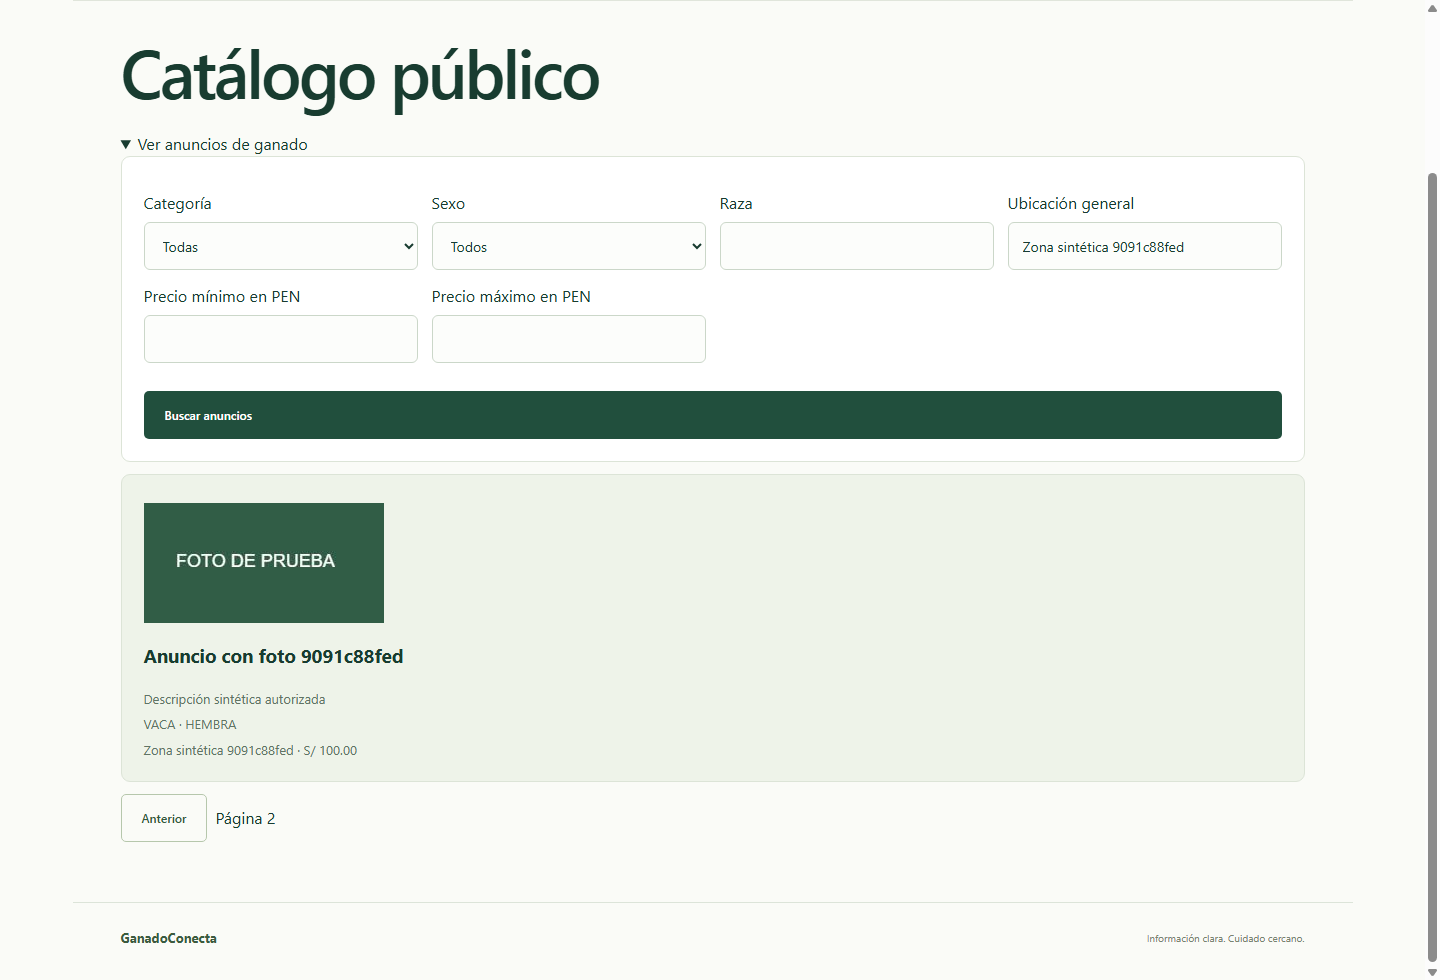 Catálogo público
▼ Ver anuncios de ganado
Categoría
Sexo
Raza
Ubicación general
Todas
Todos
Zona sintética 9091c88fed
Precio mínimo en PEN
Precio máximo en PEN
Buscar anuncios
FOTO DE PRUEBA
Anuncio con foto 9091c88fed
Descripción sintética autorizada
VACA · HEMBRA
Zona sintética 9091c88fed · S/ 100.00
Anterior
Página 2
GanadoConecta
Información clara. Cuidado cercano.